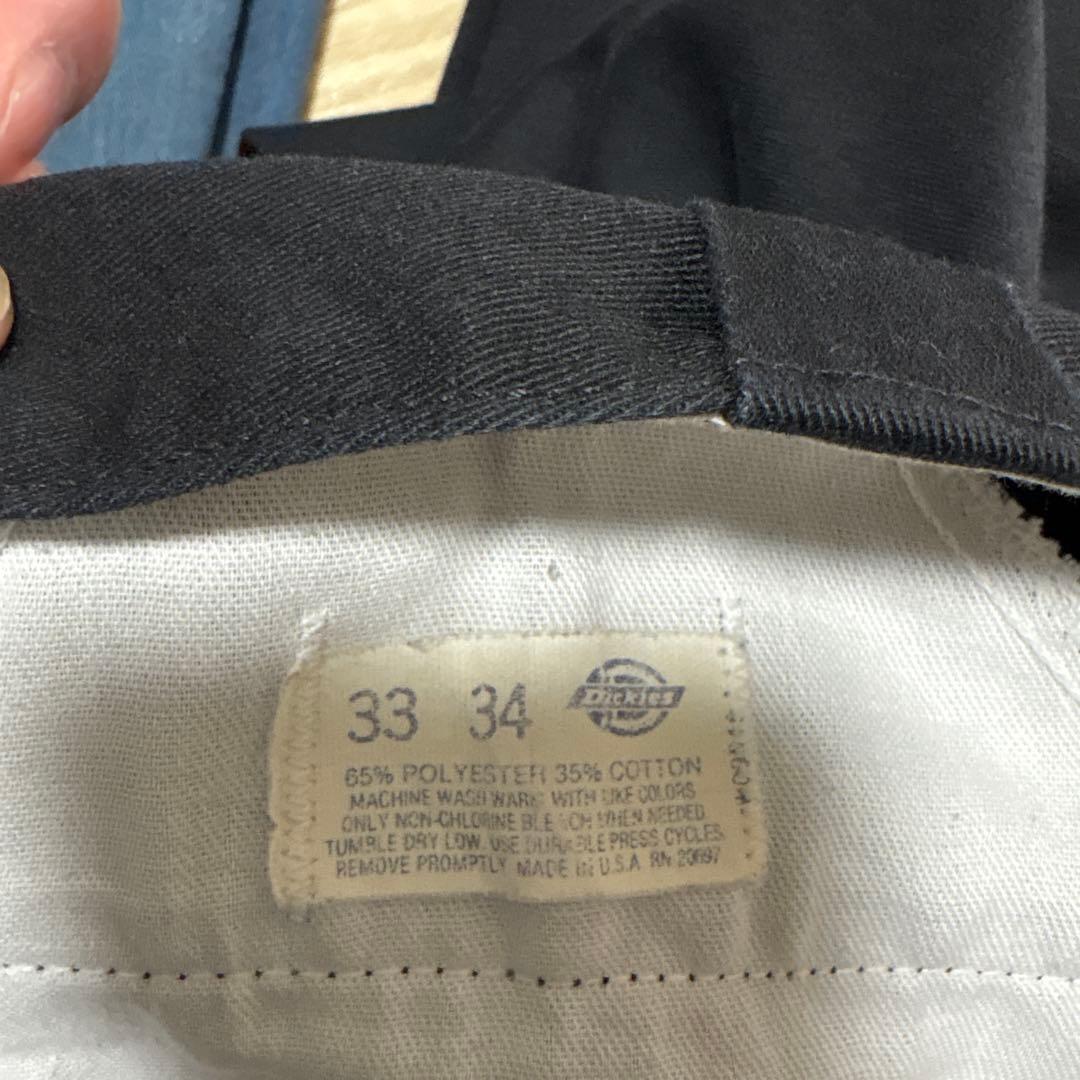 33 34 Dickies
65% POLYESTER 35% COTTON
MACHINE WASH WARM WITH LIKE COLORS
ONLY NON-CHLORINE BLEACH WHEN NEEDED
TUMBLE DRY LOW. USE DURABLE PRESS CYCLES
REMOVE PROMPTLY MADE IN U.S.A RN 20697